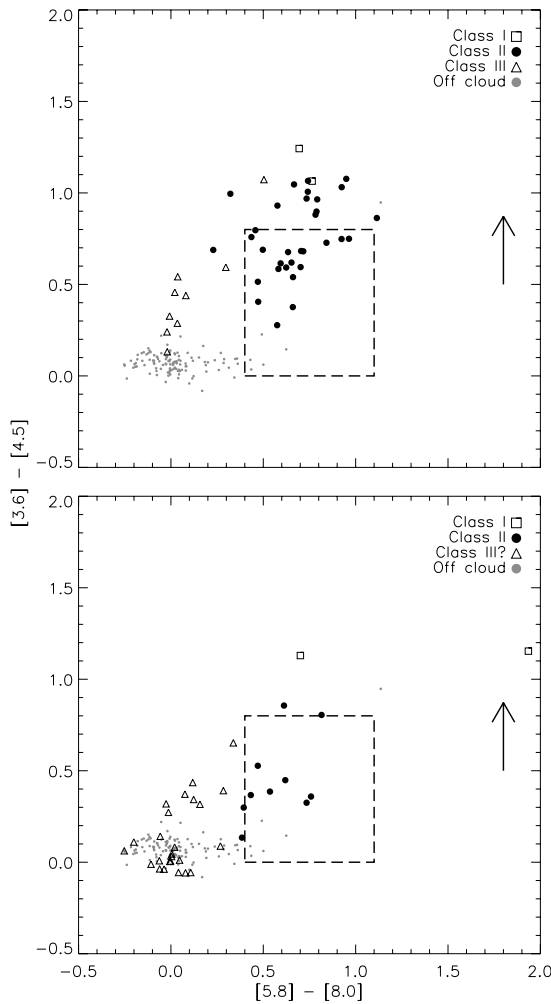 2.0
Class I
Class II
Class III
Off cloud
1.5
1.0
0.5
0.0
−0.5
[3.6] − [4.5]
2.0
Class I
Class II
Class III?
Off cloud
1.5
1.0
0.5
0.0
−0.5
−0.5 0.0 0.5 1.0 1.5 2.0
[5.8] − [8.0]